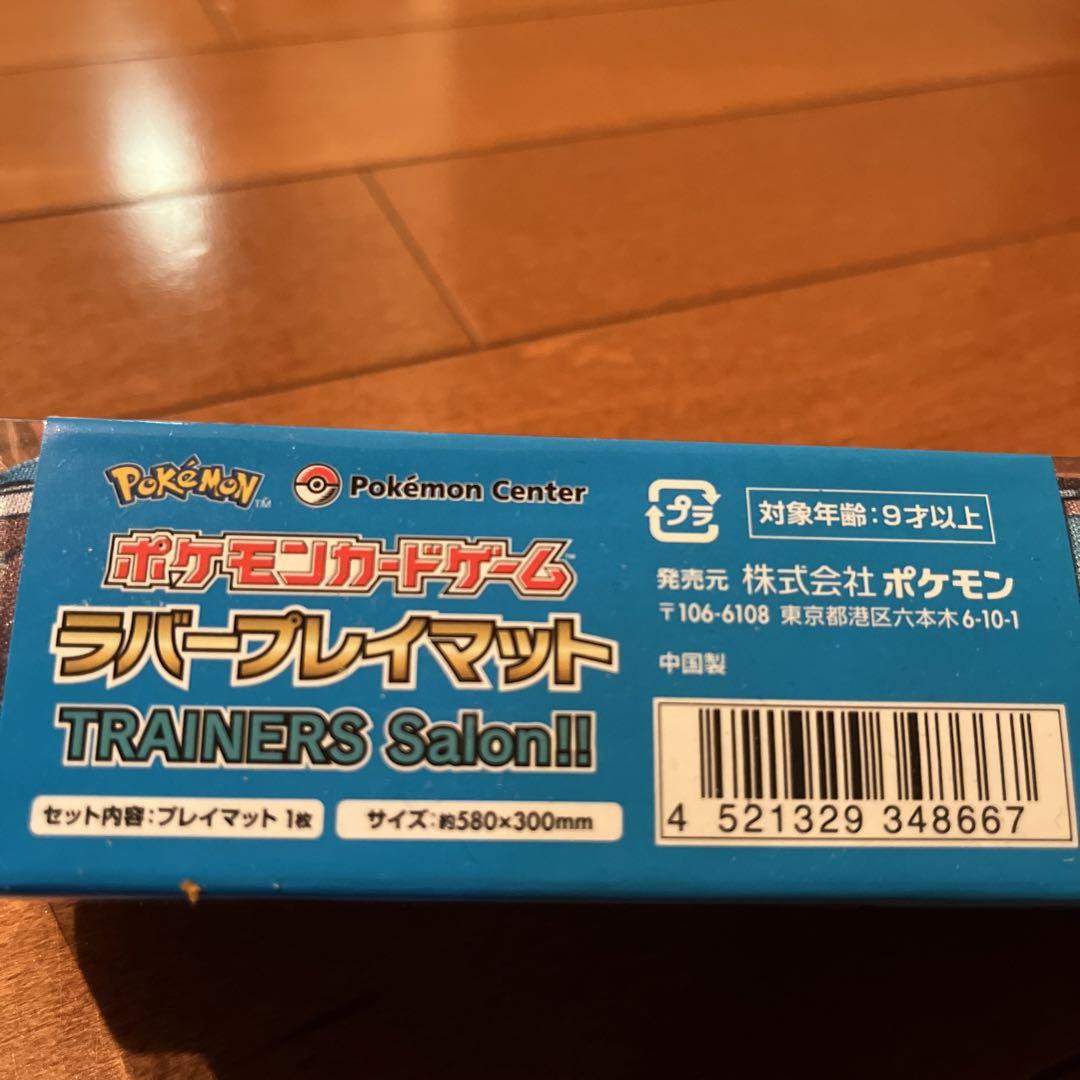 POKéMON™
Pokémon Center
ポケモンカードゲーム
ラバープレイマット
TRAINERS Salon!!
セット内容:プレイマット 1枚
サイズ:約580×300mm
プラ
対象年齢:9才以上
発売元 株式会社 ポケモン
〒106-6108 東京都港区六本木6-10-1
中国製
4 521329 348667